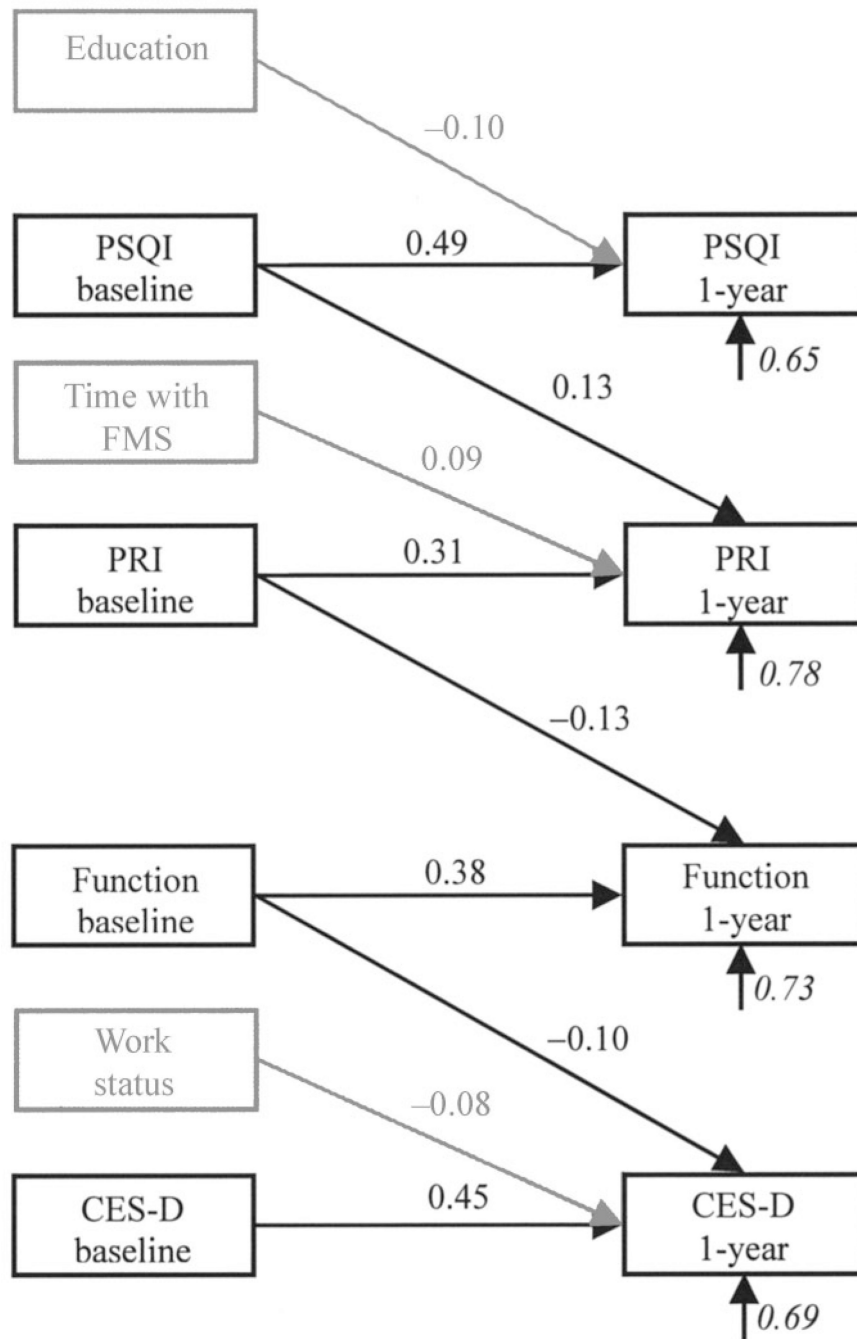 Education
–0.10
PSQI
baseline
0.49
PSQI
1-year
0.65
0.13
Time with
FMS
0.09
PRI
baseline
0.31
PRI
1-year
0.78
–0.13
Function
baseline
0.38
Function
1-year
0.73
–0.10
Work
status
–0.08
CES-D
baseline
0.45
CES-D
1-year
0.69